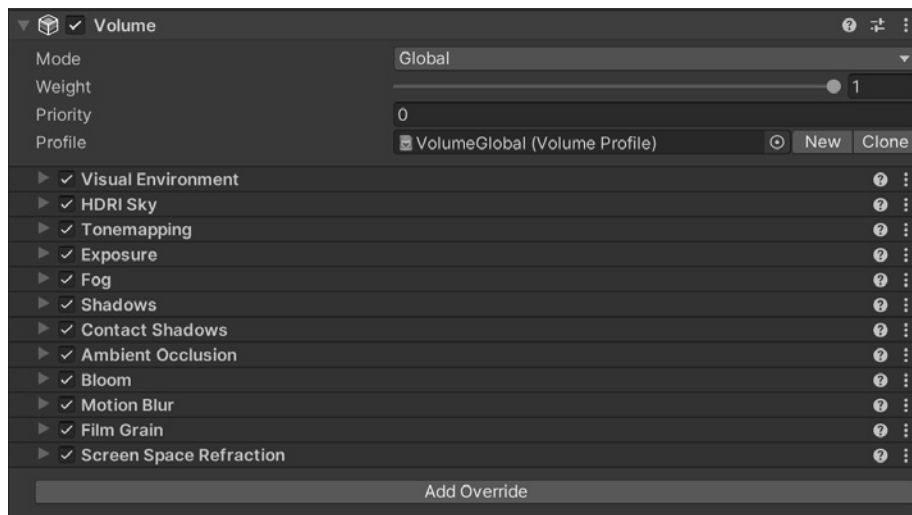 Volume
Mode Global
Weight 1
Priority 0
Profile VolumeGlobal (Volume Profile) New Clone
Visual Environment
HDRI Sky
Tonemapping
Exposure
Fog
Shadows
Contact Shadows
Ambient Occlusion
Bloom
Motion Blur
Film Grain
Screen Space Refraction
Add Override